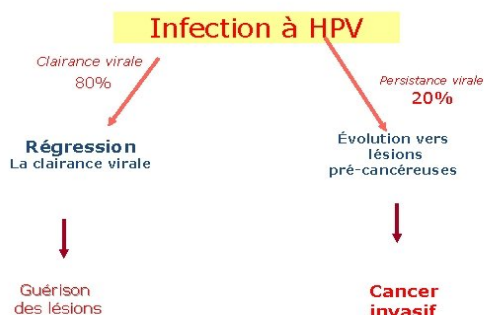 Infection à HPV
Clairance virale
80%
Persistance virale
20%
Régression
La clairance virale
Évolution vers
lésions
pré-cancéreuses
Guérison
des lésions
Cancer
invasif